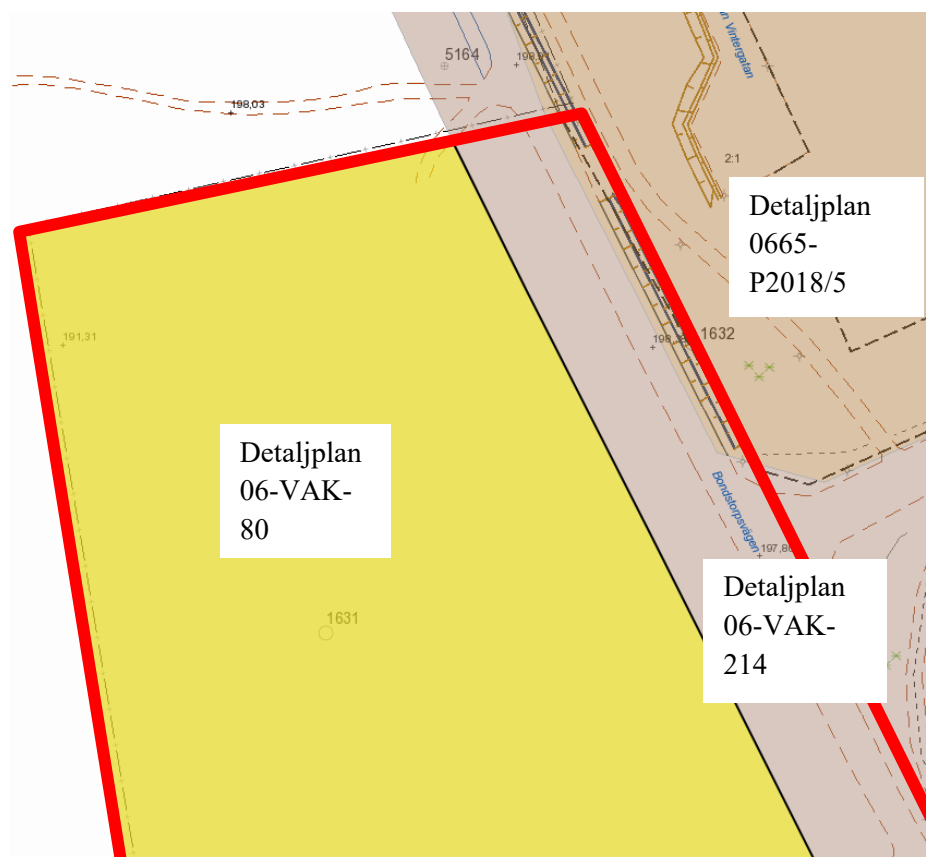 5164
198,03
2:1
Detaljplan
0665-
P2018/5
191,31
1632
Detaljplan
06-VAK-
80
Bondstorpsvägen
197,86
Detaljplan
06-VAK-
214
1631
Vintergatan